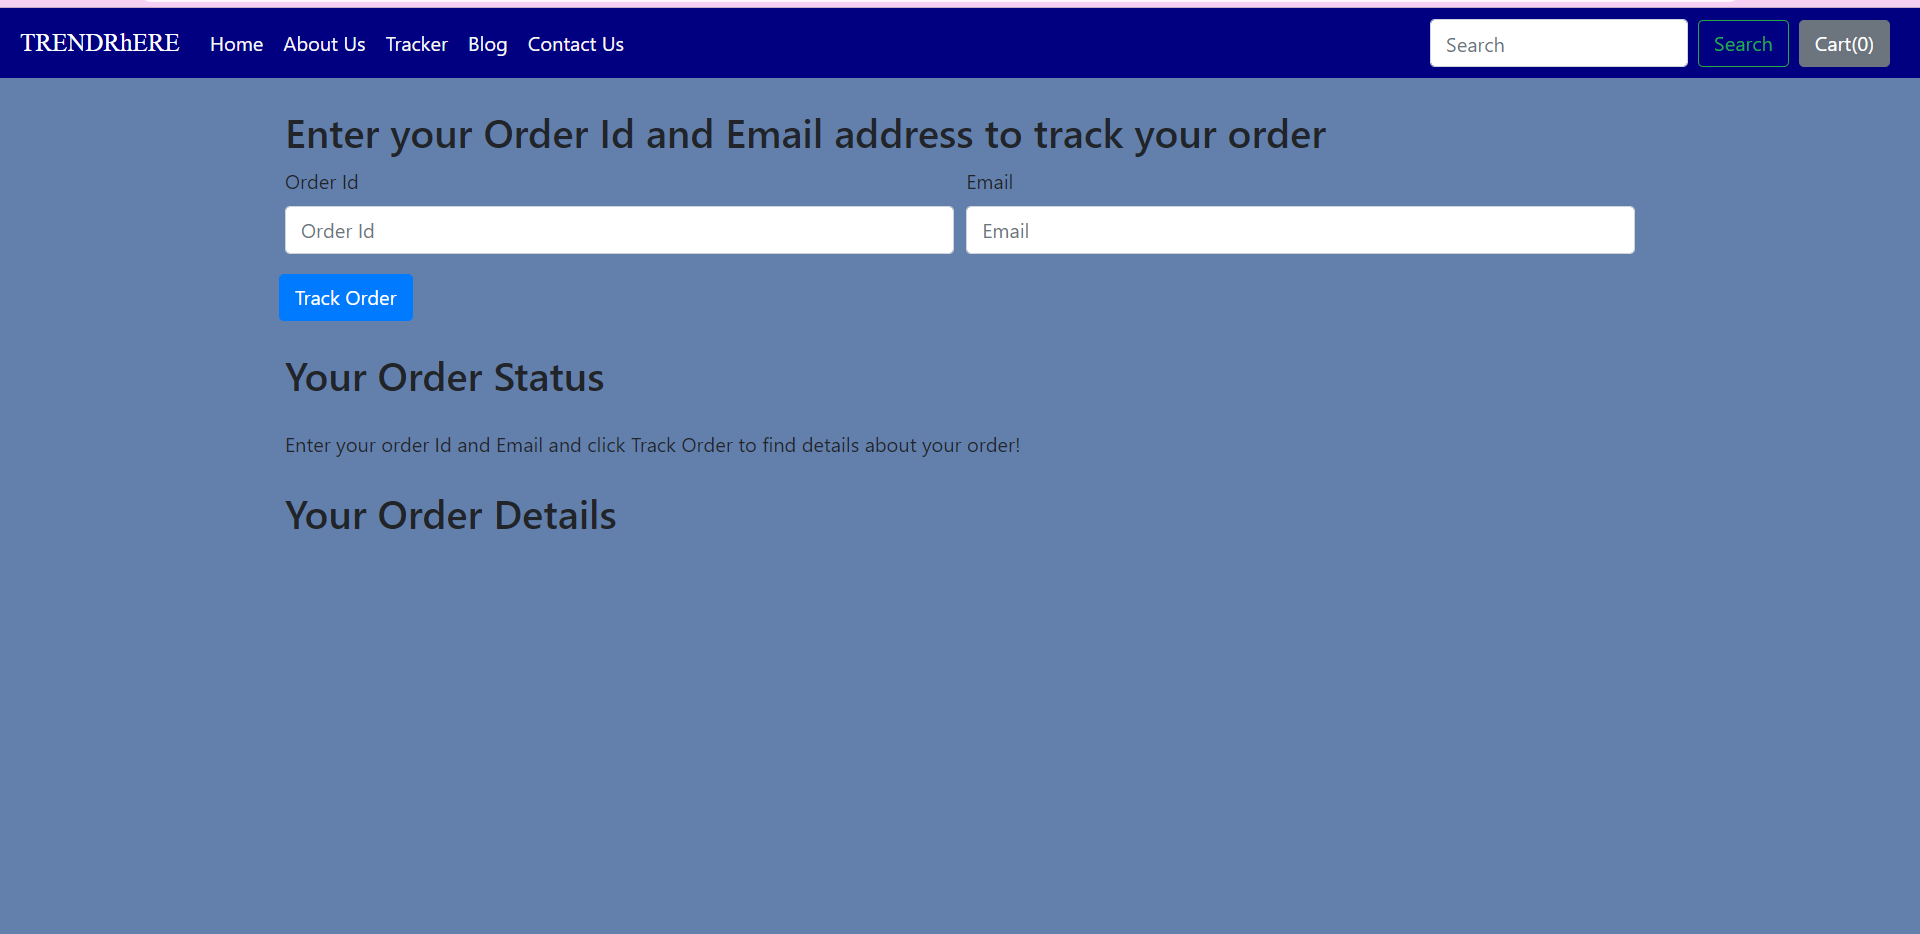 TRENDRhERE Home About Us Tracker Blog Contact Us Search Search Cart(0)
Enter your Order Id and Email address to track your order
Order Id Email
Order Id Email
Track Order
Your Order Status
Enter your order Id and Email and click Track Order to find details about your order!
Your Order Details